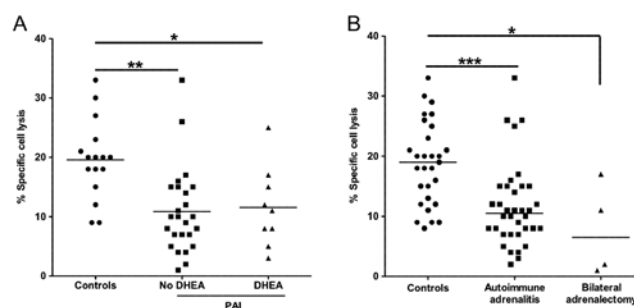 A
% Specific cell lysis
40
30
20
10
0
*
**
Controls
No DHEA
DHEA
PAI
B
% Specific cell lysis
40
30
20
10
0
*
***
Controls
Autoimmune
adrenalitis
Bilateral
adrenalectomy